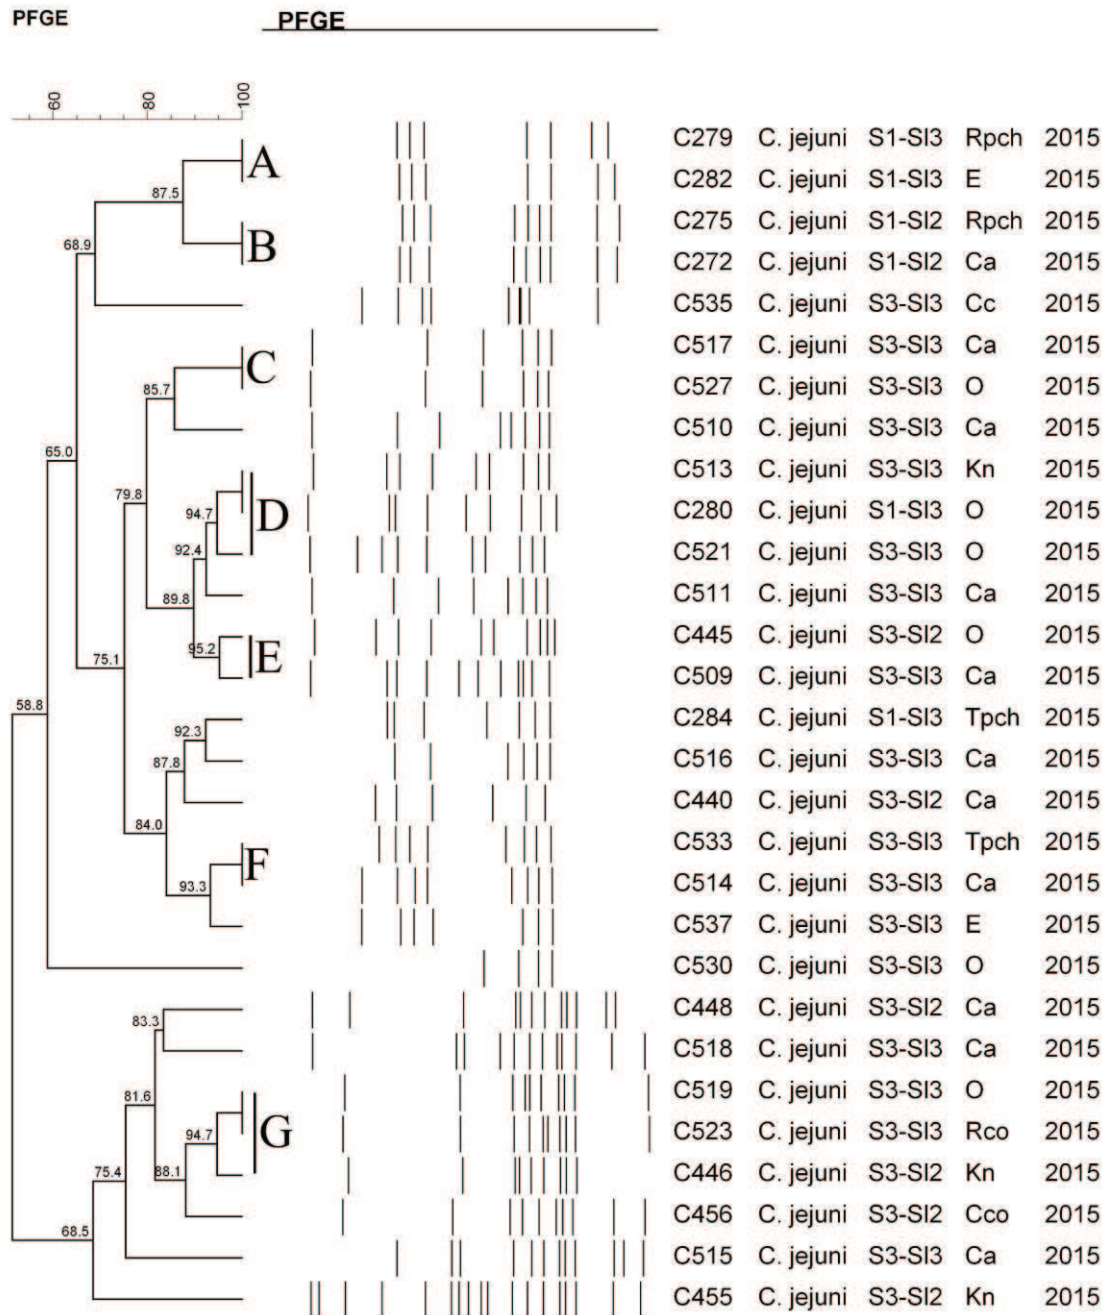 PFGE PFGE
60 80 100
C279 C. jejuni S1-SI3 Rpch 2015
A
C282 C. jejuni S1-SI3 E 2015
87.5
C275 C. jejuni S1-SI2 Rpch 2015
B
68.9
C272 C. jejuni S1-SI2 Ca 2015
C535 C. jejuni S3-SI3 Cc 2015
C517 C. jejuni S3-SI3 Ca 2015
C
C527 C. jejuni S3-SI3 O 2015
85.7
C510 C. jejuni S3-SI3 Ca 2015
65.0
C513 C. jejuni S3-SI3 Kn 2015
79.8
D
C280 C. jejuni S1-SI3 O 2015
94.7
C521 C. jejuni S3-SI3 O 2015
92.4
C511 C. jejuni S3-SI3 Ca 2015
89.8
C445 C. jejuni S3-SI2 O 2015
95.2 E
75.1
C509 C. jejuni S3-SI3 Ca 2015
58.8
C284 C. jejuni S1-SI3 Tpch 2015
92.3
C516 C. jejuni S3-SI3 Ca 2015
87.8
C440 C. jejuni S3-SI2 Ca 2015
84.0
C533 C. jejuni S3-SI3 Tpch 2015
F
C514 C. jejuni S3-SI3 Ca 2015
93.3
C537 C. jejuni S3-SI3 E 2015
C530 C. jejuni S3-SI3 O 2015
C448 C. jejuni S3-SI2 Ca 2015
83.3
C518 C. jejuni S3-SI3 Ca 2015
81.6
C519 C. jejuni S3-SI3 O 2015
G
C523 C. jejuni S3-SI3 Rco 2015
94.7
75.4 88.1
C446 C. jejuni S3-SI2 Kn 2015
C456 C. jejuni S3-SI2 Cco 2015
68.5
C515 C. jejuni S3-SI3 Ca 2015
C455 C. jejuni S3-SI2 Kn 2015